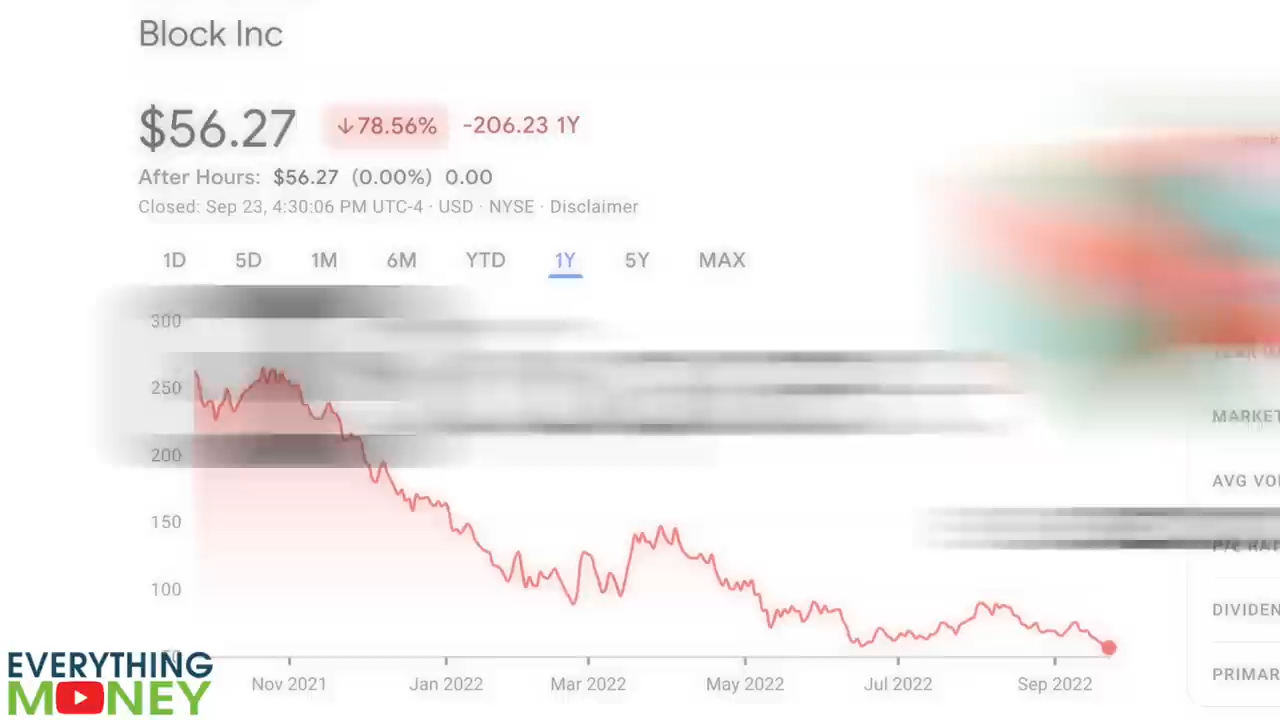 Block Inc
$56.27 ↓78.56% -206.23 1Y
After Hours: $56.27 (0.00%) 0.00
Closed: Sep 23, 4:30:06 PM UTC-4 · USD · NYSE · Disclaimer
1D 5D 1M 6M YTD 1Y 5Y MAX
300
250
200
150
100
Nov 2021 Jan 2022 Mar 2022 May 2022 Jul 2022 Sep 2022
MARKET
AVG VO
P/E RA
DIVIDEN
PRIMAR
EVERYTHING
MONEY